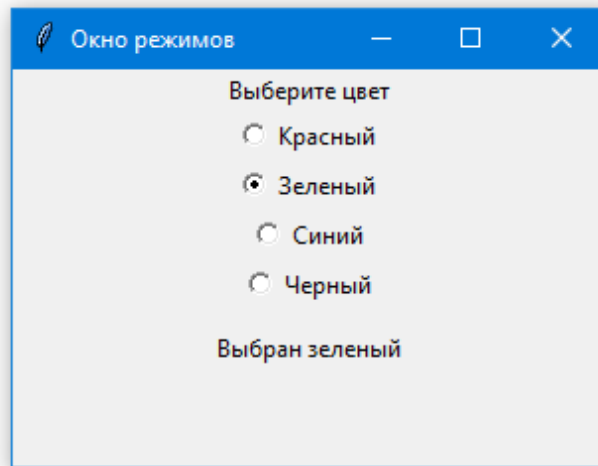 Окно режимов
Выберите цвет
Красный
Зеленый
Синий
Черный
Выбран зеленый